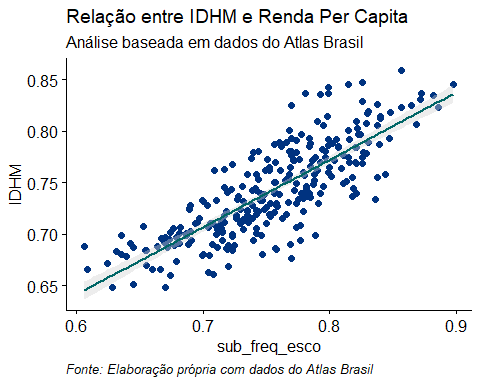 Relação entre IDHM e Renda Per Capita
Análise baseada em dados do Atlas Brasil
0.85
0.80
0.75
0.70
0.65
IDHM
0.6 0.7 0.8 0.9
sub_freq_esco
Fonte: Elaboração própria com dados do Atlas Brasil